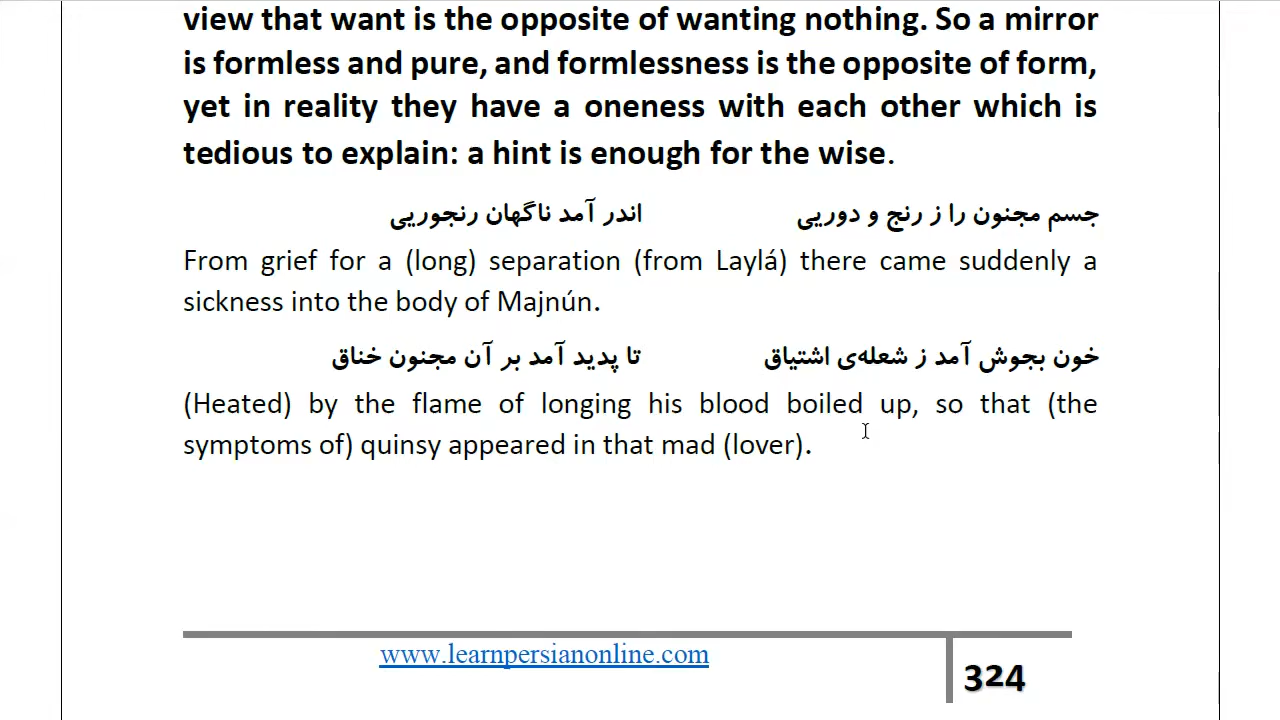 view that want is the opposite of wanting nothing. So a mirror
is formless and pure, and formlessness is the opposite of form,
yet in reality they have a oneness with each other which is
tedious to explain: a hint is enough for the wise.
جسم مجنون را ز رنج و دوریی اندر آمد ناگهان رنجوریی
From grief for a (long) separation (from Laylá) there came suddenly a
sickness into the body of Majnún.
خون بجوش آمد ز شعله‌ی اشتیاق تا پدید آمد بر آن مجنون خناق
(Heated) by the flame of longing his blood boiled up, so that (the
symptoms of) quinsy appeared in that mad (lover).
www.learnpersianonline.com
324